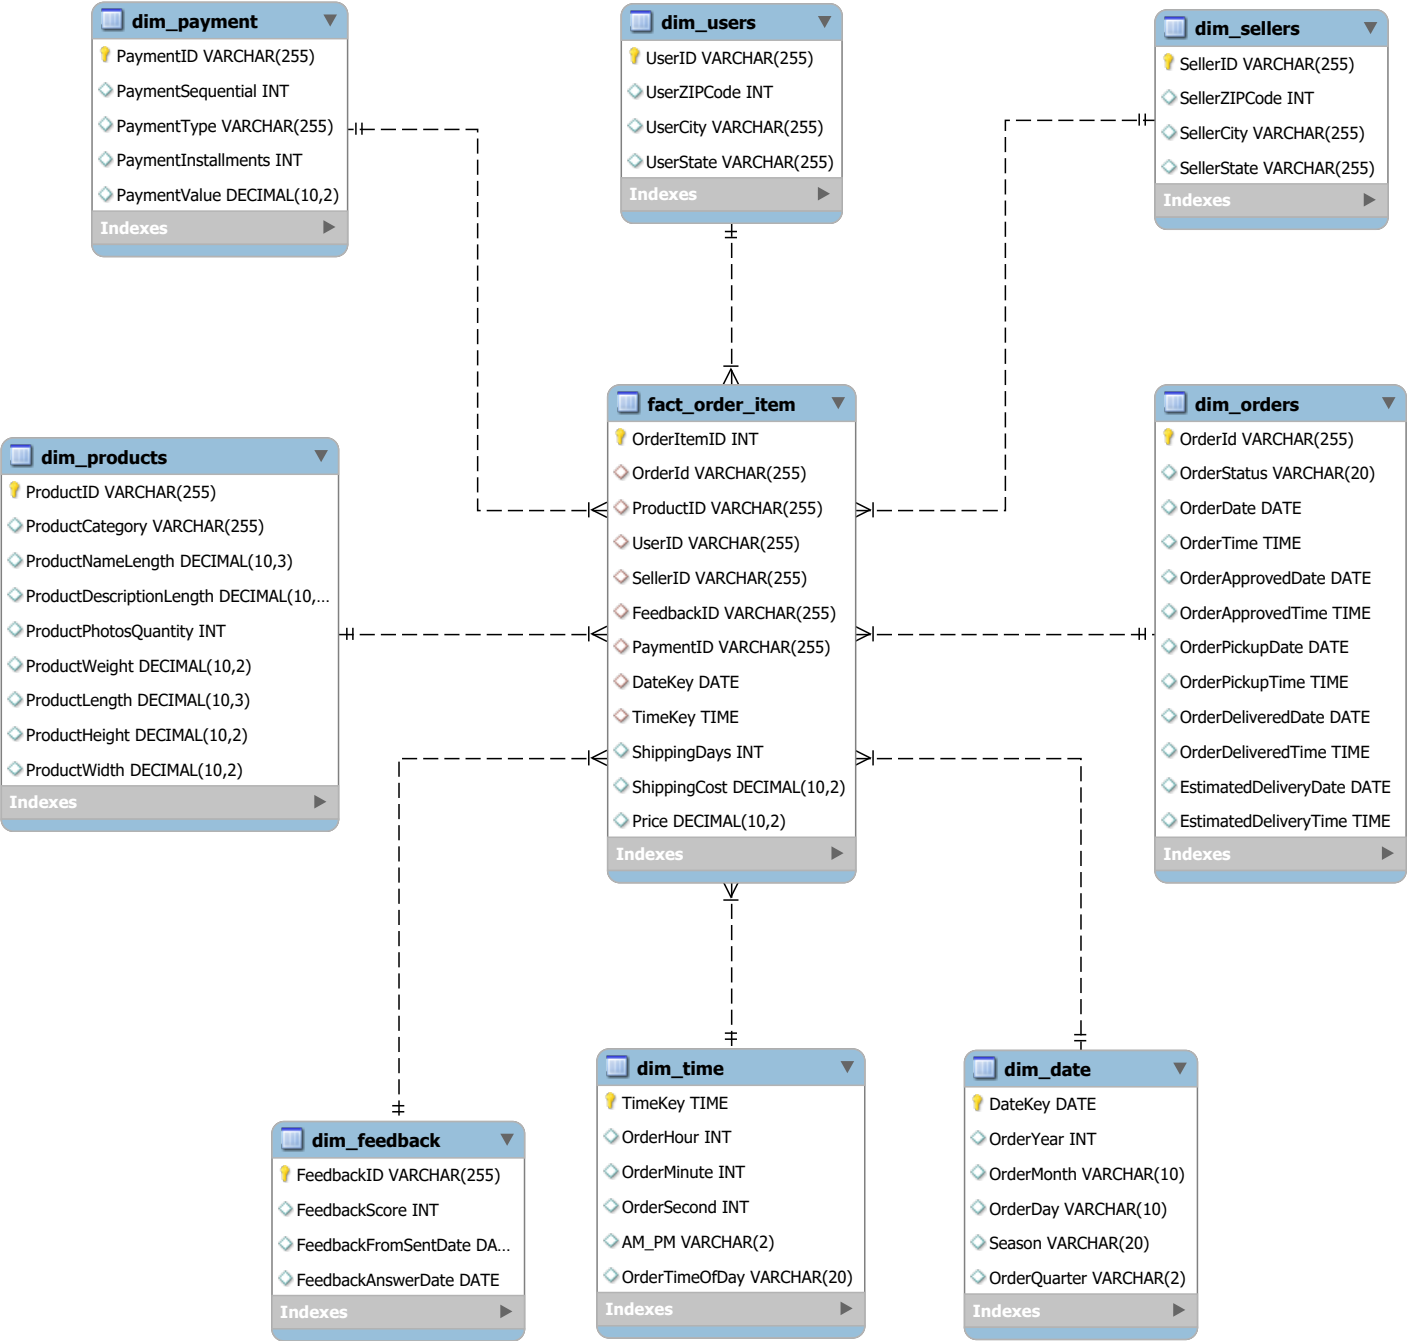 dim_payment
PaymentID VARCHAR(255)
PaymentSequential INT
PaymentType VARCHAR(255)
PaymentInstallments INT
PaymentValue DECIMAL(10,2)
Indexes
dim_users
UserID VARCHAR(255)
UserZIPCode INT
UserCity VARCHAR(255)
UserState VARCHAR(255)
Indexes
dim_sellers
SellerID VARCHAR(255)
SellerZIPCode INT
SellerCity VARCHAR(255)
SellerState VARCHAR(255)
Indexes
dim_products
ProductID VARCHAR(255)
ProductCategory VARCHAR(255)
ProductNameLength DECIMAL(10,3)
ProductDescriptionLength DECIMAL(10,...
ProductPhotosQuantity INT
ProductWeight DECIMAL(10,2)
ProductLength DECIMAL(10,3)
ProductHeight DECIMAL(10,2)
ProductWidth DECIMAL(10,2)
Indexes
fact_order_item
OrderItemID INT
OrderId VARCHAR(255)
ProductID VARCHAR(255)
UserID VARCHAR(255)
SellerID VARCHAR(255)
FeedbackID VARCHAR(255)
PaymentID VARCHAR(255)
DateKey DATE
TimeKey TIME
ShippingDays INT
ShippingCost DECIMAL(10,2)
Price DECIMAL(10,2)
Indexes
dim_orders
OrderId VARCHAR(255)
OrderStatus VARCHAR(20)
OrderDate DATE
OrderTime TIME
OrderApprovedDate DATE
OrderApprovedTime TIME
OrderPickupDate DATE
OrderPickupTime TIME
OrderDeliveredDate DATE
OrderDeliveredTime TIME
EstimatedDeliveryDate DATE
EstimatedDeliveryTime TIME
Indexes
dim_feedback
FeedbackID VARCHAR(255)
FeedbackScore INT
FeedbackFromSentDate DA...
FeedbackAnswerDate DATE
Indexes
dim_time
TimeKey TIME
OrderHour INT
OrderMinute INT
OrderSecond INT
AM_PM VARCHAR(2)
OrderTimeOfDay VARCHAR(20)
Indexes
dim_date
DateKey DATE
OrderYear INT
OrderMonth VARCHAR(10)
OrderDay VARCHAR(10)
Season VARCHAR(20)
OrderQuarter VARCHAR(2)
Indexes